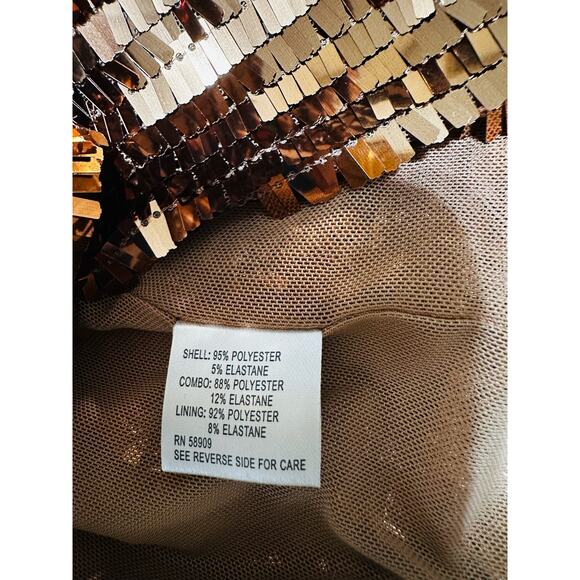 SHELL: 95% POLYESTER
5% ELASTANE
COMBO: 88% POLYESTER
12% ELASTANE
LINING: 92% POLYESTER
8% ELASTANE
RN 58909
SEE REVERSE SIDE FOR CARE